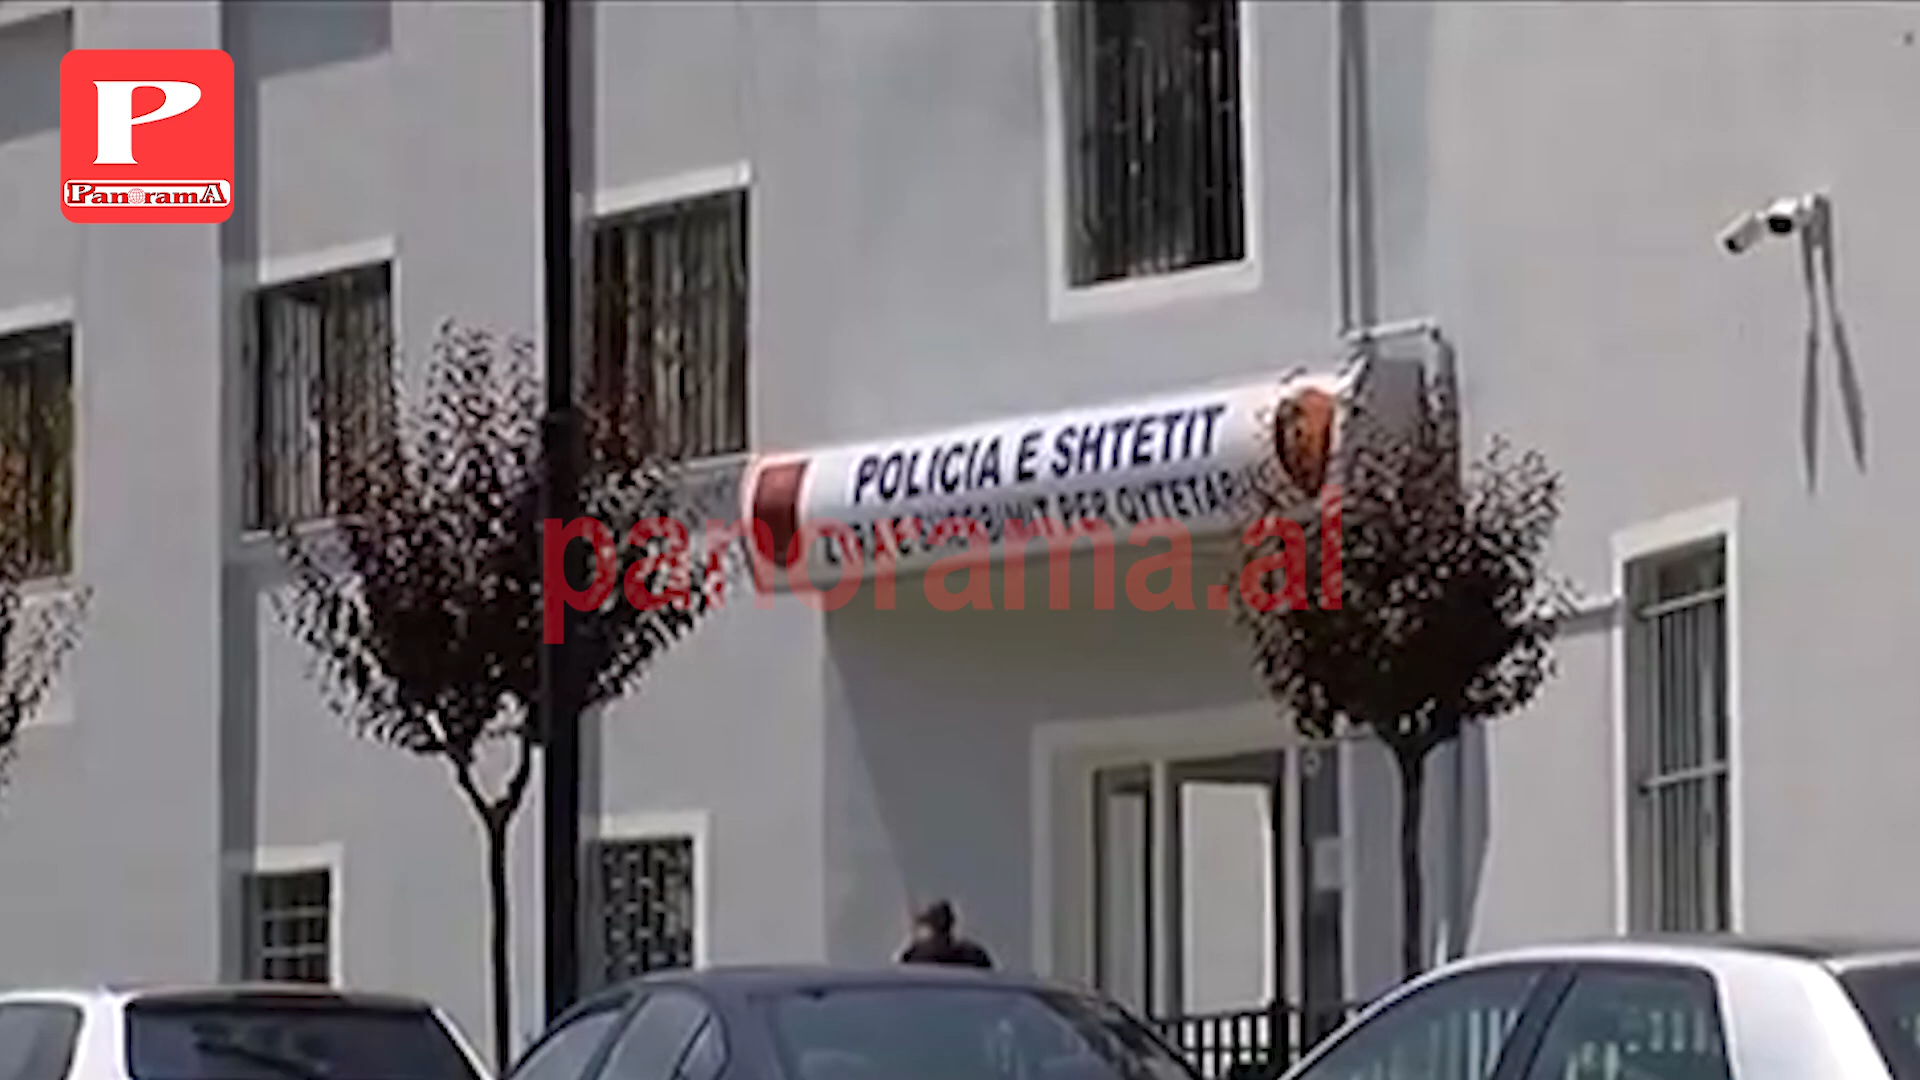 P
PanoramA
POLICIA E SHTETIT
PER QYTETAR
panorama.al